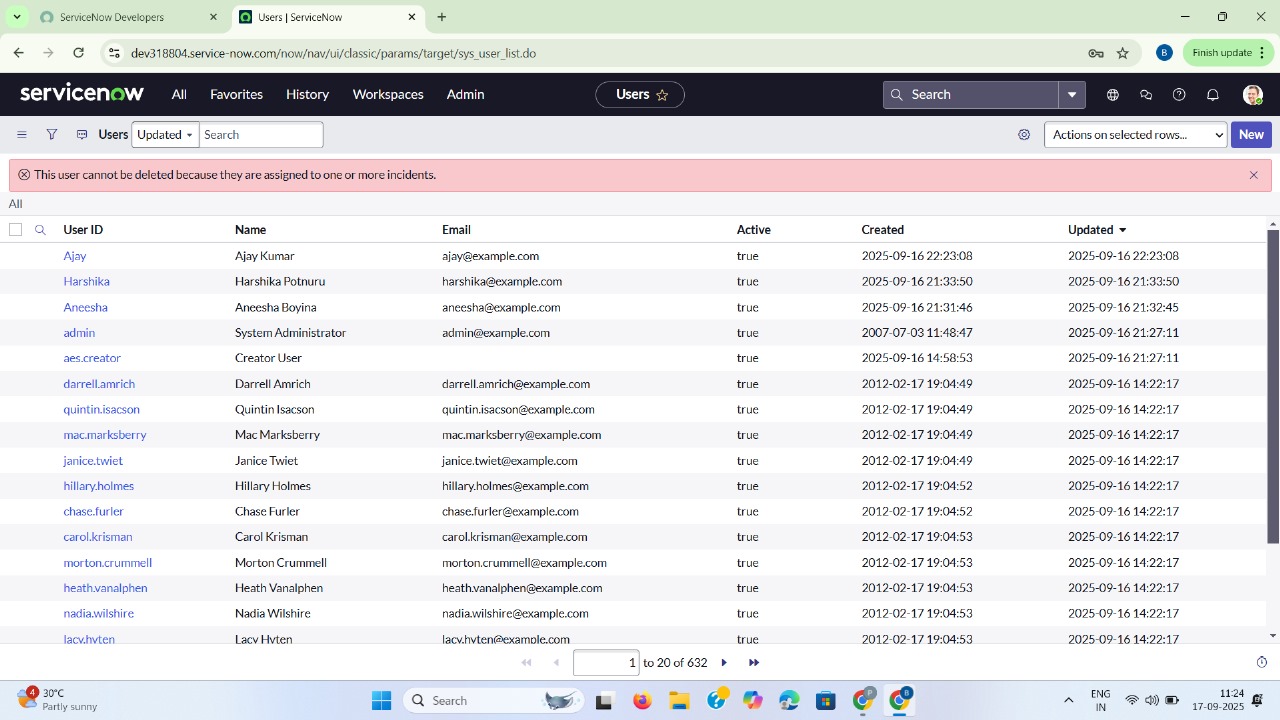 ServiceNow Developers
Users | ServiceNow
dev318804.service-now.com/now/nav/ui/classic/params/target/sys_user_list.do
B
Finish update
servicenow All Favorites History Workspaces Admin Users Search
Users Updated Search Actions on selected rows... New
This user cannot be deleted because they are assigned to one or more incidents.
All
User ID Name Email Active Created Updated
Ajay Ajay Kumar ajay@example.com true 2025-09-16 22:23:08 2025-09-16 22:23:08
Harshika Harshika Potnuru harshika@example.com true 2025-09-16 21:33:50 2025-09-16 21:33:50
Aneesha Aneesha Boyina aneesha@example.com true 2025-09-16 21:31:46 2025-09-16 21:32:45
admin System Administrator admin@example.com true 2007-07-03 11:48:47 2025-09-16 21:27:11
aes.creator Creator User true 2025-09-16 14:58:53 2025-09-16 21:27:11
darrell.amrich Darrell Amrich darrell.amrich@example.com true 2012-02-17 19:04:49 2025-09-16 14:22:17
quintin.isacson Quintin Isacson quintin.isacson@example.com true 2012-02-17 19:04:49 2025-09-16 14:22:17
mac.marksberry Mac Marksberry mac.marksberry@example.com true 2012-02-17 19:04:49 2025-09-16 14:22:17
janice.twiet Janice Twiet janice.twiet@example.com true 2012-02-17 19:04:49 2025-09-16 14:22:17
hillary.holmes Hillary Holmes hillary.holmes@example.com true 2012-02-17 19:04:52 2025-09-16 14:22:17
chase.furler Chase Furler chase.furler@example.com true 2012-02-17 19:04:52 2025-09-16 14:22:17
carol.krisman Carol Krisman carol.krisman@example.com true 2012-02-17 19:04:53 2025-09-16 14:22:17
morton.crummell Morton Crummell morton.crummell@example.com true 2012-02-17 19:04:53 2025-09-16 14:22:17
heath.vanalphen Heath Vanalphen heath.vanalphen@example.com true 2012-02-17 19:04:53 2025-09-16 14:22:17
nadia.wilshire Nadia Wilshire nadia.wilshire@example.com true 2012-02-17 19:04:53 2025-09-16 14:22:17
lacy.hyten Lacy Hyten lacy.hyten@example.com true 2012-02-17 19:04:53 2025-09-16 14:22:17
1 to 20 of 632
4 30°C
Partly sunny
Search
P
B
ENG
IN
11:24
17-09-2025